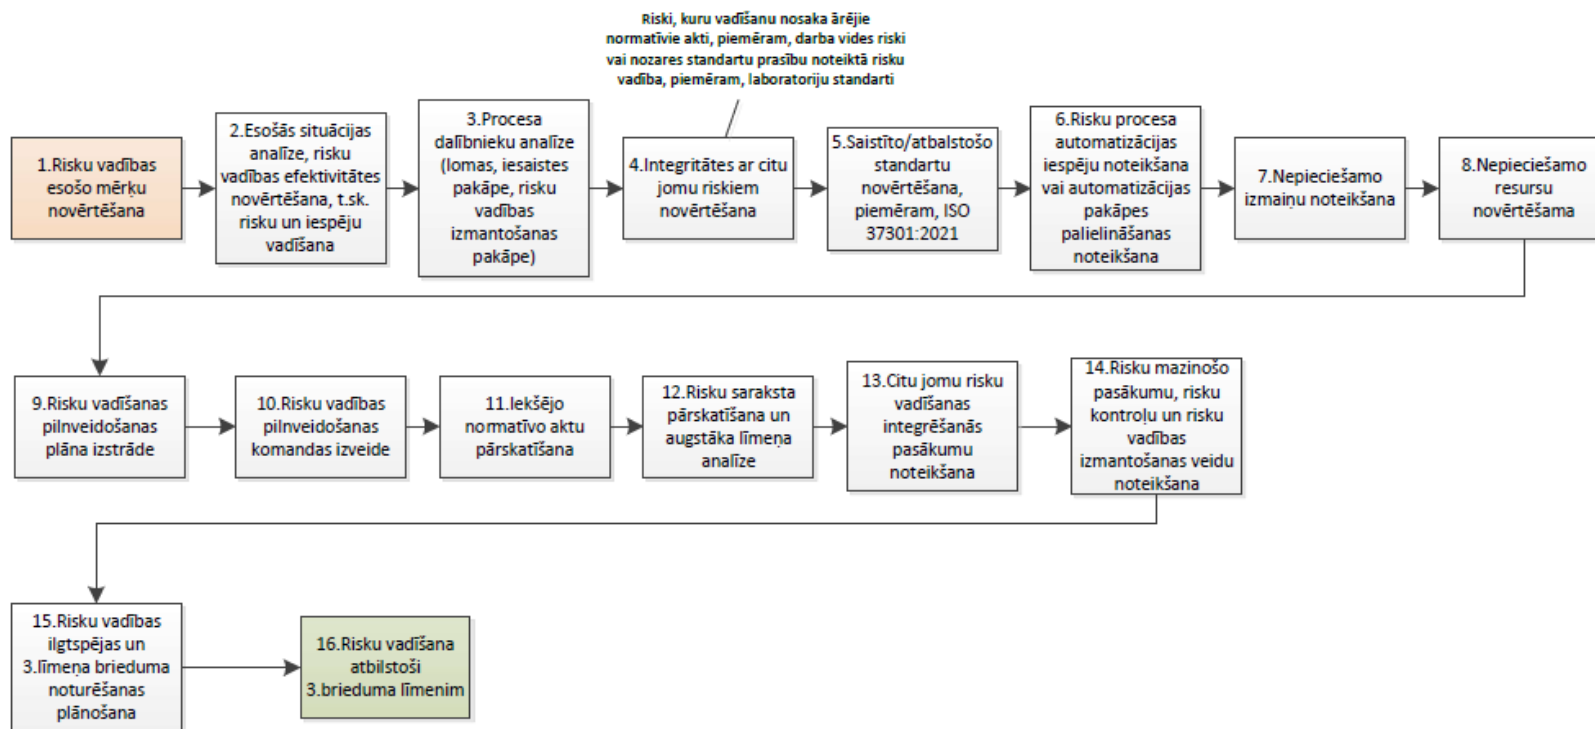 Riski, kuru vadīšanu nosaka ārējie
normatīvie akti, piemēram, darba vides riski
vai nozares standartu prasību noteiktā risku
vadība, piemēram, laboratoriju standarti
1.Risku vadības
esošo mērķu
novērtēšana
2.Esošās situācijas
analīze, risku
vadības efektivitātes
novērtēšana, t.sk.
risku un iespēju
vadīšana
3.Procesa
dalībnieku analīze
(lomas, iesaistes
pakāpe, risku
vadības
izmantošanas
pakāpe)
4.Integritātes ar citu
jomu riskiem
novērtēšana
5.Saistīto/atbalstošo
standartu
novērtēšana,
piemēram, ISO
37301:2021
6.Risku procesa
automatizācijas
iespēju noteikšana
vai automatizācijas
pakāpes
palielināšanas
noteikšana
7.Nepieciešamo
izmaiņu noteikšana
8.Nepieciešamo
resursu
novērtēšama
9.Risku vadīšanas
pilnveidošanas
plāna izstrāde
10.Risku vadības
pilnveidošanas
komandas izveide
11.Iekšējo
normatīvo aktu
pārskatīšana
12.Risku saraksta
pārskatīšana un
augstāka līmeņa
analīze
13.Citu jomu risku
vadīšanas
integrēšanās
pasākumu
noteikšana
14.Risku mazinošo
pasākumu, risku
kontroļu un risku
vadības
izmantošanas veidu
noteikšana
15.Risku vadības
ilgtspējas un
3.līmeņa brieduma
noturēšanas
plānošana
16.Risku vadīšana
atbilstoši
3.brieduma līmenim